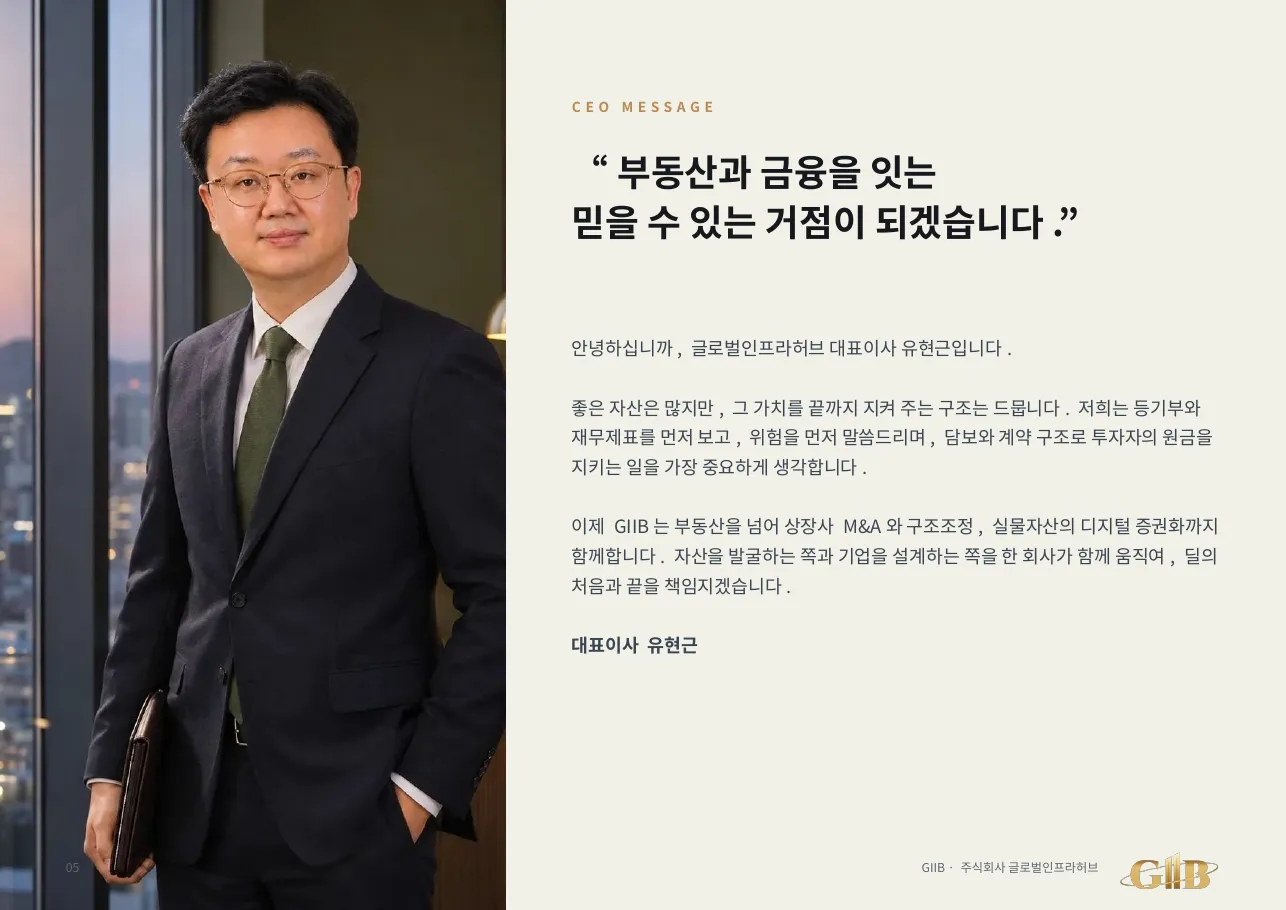 CEO MESSAGE
“ 부동산과 금융을 잇는
믿을 수 있는 거점이 되겠습니다 .”
안녕하십니까 , 글로벌인프라허브 대표이사 유현근입니다 .
좋은 자산은 많지만 , 그 가치를 끝까지 지켜 주는 구조는 드뭅니다 . 저희는 등기부와
재무제표를 먼저 보고 , 위험을 먼저 말씀드리며 , 담보와 계약 구조로 투자자의 원금을
지키는 일을 가장 중요하게 생각합니다 .
이제 GIIB 는 부동산을 넘어 상장사 M&A 와 구조조정 , 실물자산의 디지털 증권화까지
함께합니다 . 자산을 발굴하는 쪽과 기업을 설계하는 쪽을 한 회사가 함께 움직여 , 딜의
처음과 끝을 책임지겠습니다 .
대표이사 유현근
05
GIIB · 주식회사 글로벌인프라허브
GIIB